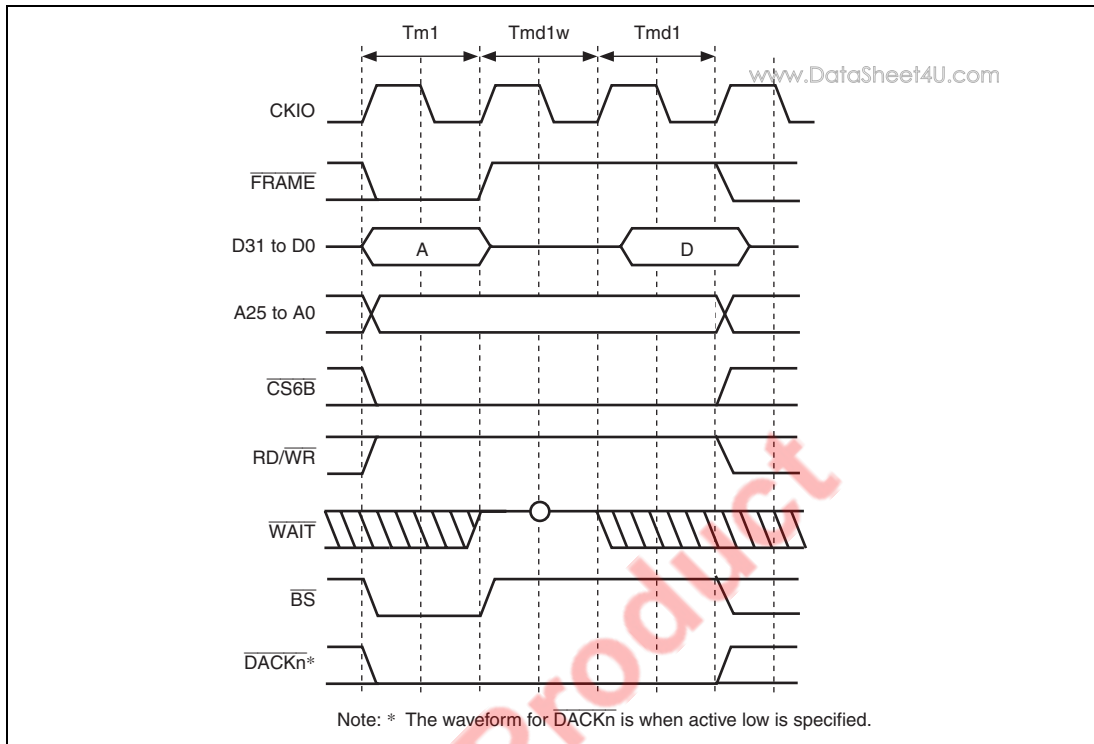 Tm1 Tmd1w Tmd1
www.DataSheet4U.com
CKIO
FRAME
D31 to D0 A D
A25 to A0
CS6B
RD/WR
WAIT
BS
DACKn*
Note: * The waveform for DACKn is when active low is specified.
Product